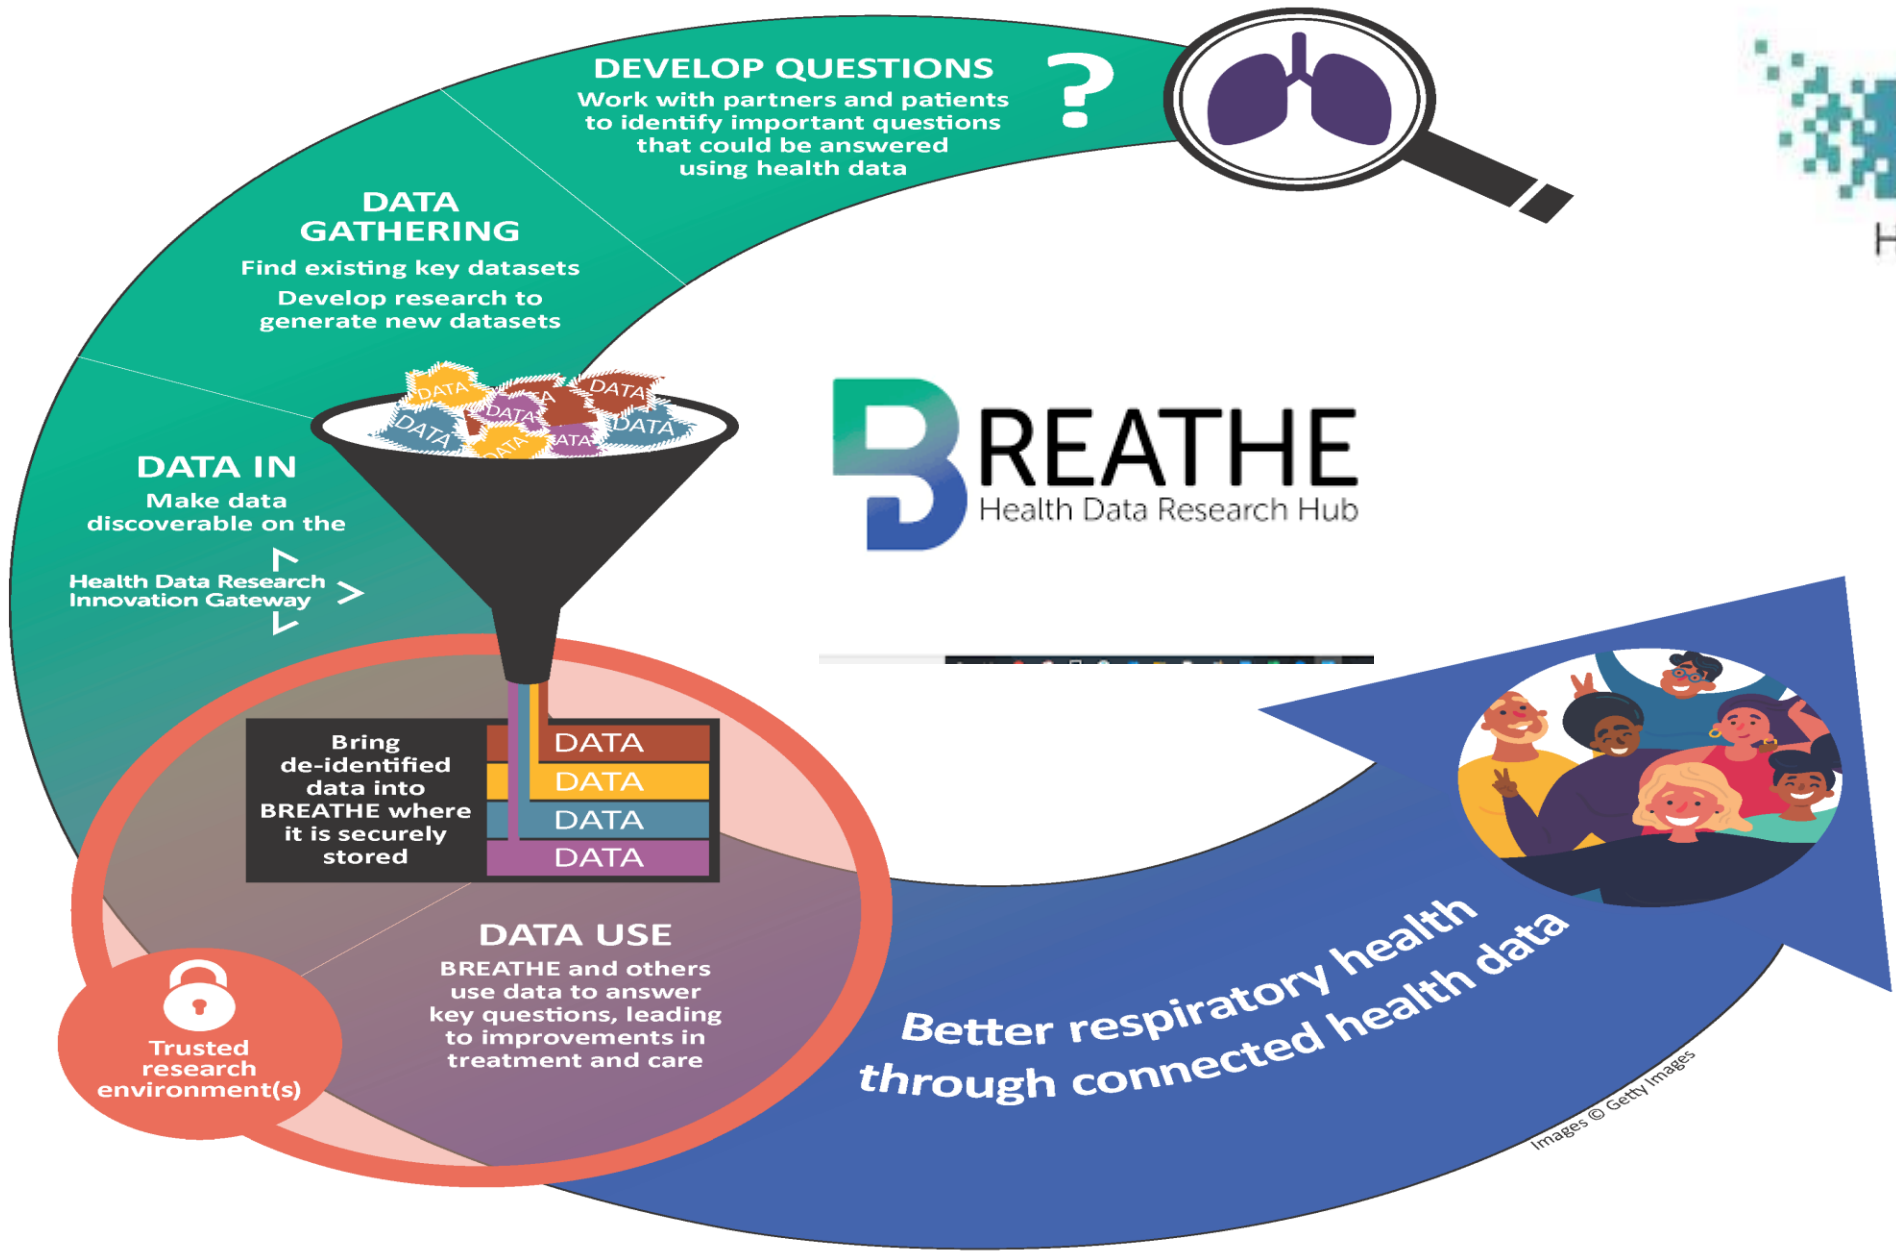 DEVELOP QUESTIONS
Work with partners and patients
to identify important questions
that could be answered
using health data
?
DATA
GATHERING
Find existing key datasets
Develop research to
generate new datasets
DATA
DATA
DATA
DATA
DATA
DATA
DATA IN
Make data
discoverable on the
Health Data Research
Innovation Gateway
BREATHE
Health Data Research Hub
H
Bring
de-identified
data into
BREATHE where
it is securely
stored
DATA
DATA
DATA
DATA
DATA USE
BREATHE and others
use data to answer
key questions, leading
to improvements in
treatment and care
Trusted
research
environment(s)
Better respiratory health
through connected health data
Images © Getty Images